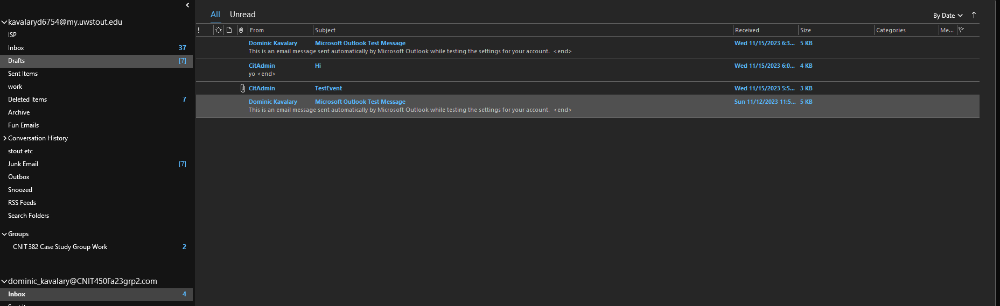 kavalaryd6754@my.uwstout.edu
ISP
Inbox 37
Drafts [7]
Sent Items
work
Deleted Items 7
Archive
Fun Emails
Conversation History
stout etc
Junk Email [7]
Outbox
Snoozed
RSS Feeds
Search Folders
Groups
CNIT 382 Case Study Group Work 2
dominic_kavalary@CNIT450Fa23grp2.com
Inbox 4
All Unread
By Date
! From Subject Received Size Categories Me...
Dominic Kavalary Microsoft Outlook Test Message Wed 11/15/2023 6:3... 5 KB
This is an email message sent automatically by Microsoft Outlook while testing the settings for your account. <end>
CitAdmin Hi Wed 11/15/2023 6:0... 4 KB
yo <end>
CitAdmin TestEvent Wed 11/15/2023 5:5... 3 KB
Dominic Kavalary Microsoft Outlook Test Message Sun 11/12/2023 11:5... 5 KB
This is an email message sent automatically by Microsoft Outlook while testing the settings for your account. <end>